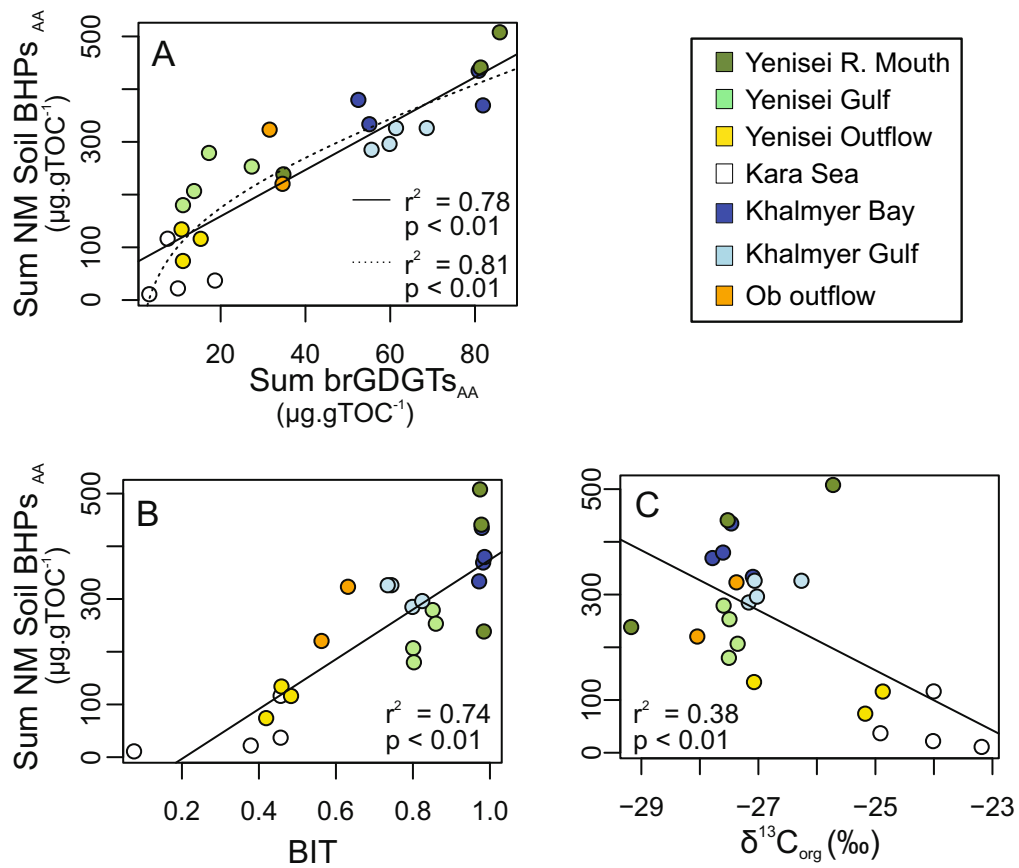 A
Sum NM Soil BHPs AA
(µg.gTOC⁻¹)
0 100 300 500
r² = 0.78
p < 0.01
r² = 0.81
p < 0.01
20 40 60 80
Sum brGDGTs AA
(µg.gTOC⁻¹)
Yenisei R. Mouth
Yenisei Gulf
Yenisei Outflow
Kara Sea
Khalmyer Bay
Khalmyer Gulf
Ob outflow
B
Sum NM Soil BHPs AA
(µg.gTOC⁻¹)
0 100 300 500
r² = 0.74
p < 0.01
0.2 0.4 0.6 0.8 1.0
BIT
C
0 100 300 500
r² = 0.38
p < 0.01
−29 −27 −25 −23
δ¹³C org (‰)